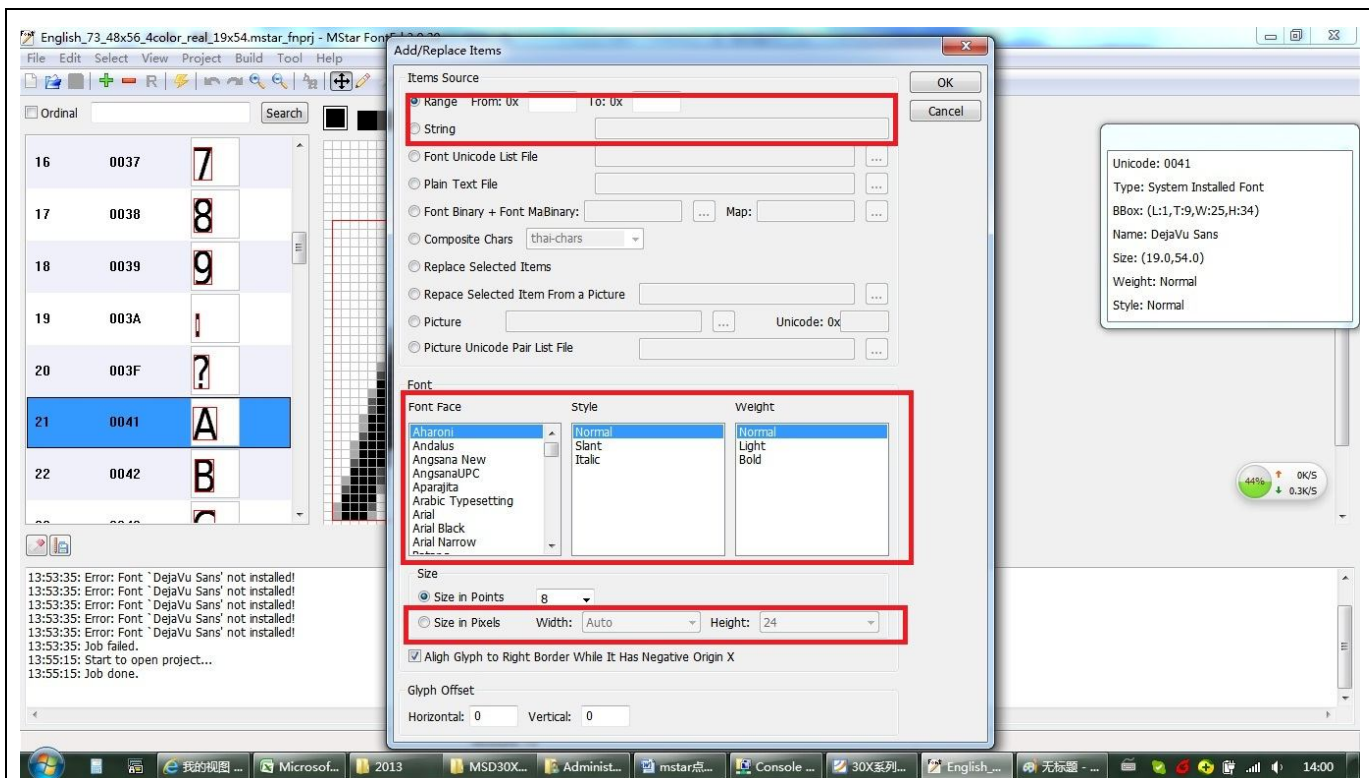 English_73_48x56_4color_real_19x54.mstar_fnprj - MStar Font
File Edit Select View Project Build Tool Help
Ordinal
Search
16 0037 7
17 0038 8
18 0039 9
19 003A :
20 003F ?
21 0041 A
22 0042 B
Add/Replace Items
Items Source
Range From: 0x To: 0x
String
Font Unicode List File ...
Plain Text File ...
Font Binary + Font MaBinary: ... Map: ...
Composite Chars thai-chars
Replace Selected Items
Repace Selected Item From a Picture ...
Picture ... Unicode: 0x
Picture Unicode Pair List File ...
Font
Font Face Style Weight
Aharoni Normal Normal
Andalus Slant Light
Angsana New Italic Bold
AngsanaUPC
Aparajita
Arabic Typesetting
Arial
Arial Black
Arial Narrow
Size
Size in Points 8
Size in Pixels Width: Auto Height: 24
Aligh Glyph to Right Border While It Has Negative Origin X
Glyph Offset
Horizontal: 0 Vertical: 0
OK
Cancel
Unicode: 0041
Type: System Installed Font
BBox: (L:1,T:9,W:25,H:34)
Name: DejaVu Sans
Size: (19.0,54.0)
Weight: Normal
Style: Normal
44% 0K/S
0.3K/S
13:53:35: Error: Font `DejaVu Sans' not installed!
13:53:35: Error: Font `DejaVu Sans' not installed!
13:53:35: Error: Font `DejaVu Sans' not installed!
13:53:35: Error: Font `DejaVu Sans' not installed!
13:53:35: Error: Font `DejaVu Sans' not installed!
13:53:35: Job failed.
13:55:15: Start to open project...
13:55:15: Job done.
我的视图 ... Microsof... 2013 MSD30X... Administ... mstar点... Console ... 30X系列... English_... 无标题 - ... 14:00